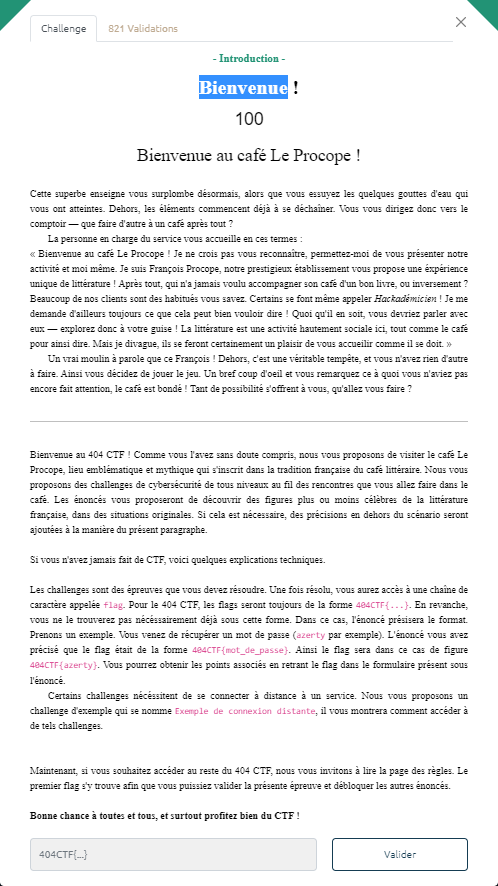 Challenge
821 Validations
- Introduction -
Bienvenue !
100
Bienvenue au café Le Procope !
Cette superbe enseigne vous surplombe désormais, alors que vous essuyez les quelques gouttes d'eau qui
vous ont atteintes. Dehors, les éléments commencent déjà à se déchaîner. Vous vous dirigez donc vers le
comptoir — que faire d'autre à un café après tout ?
La personne en charge du service vous accueille en ces termes :
« Bienvenue au café Le Procope ! Je ne crois pas vous reconnaître, permettez-moi de vous présenter notre
activité et moi même. Je suis François Procope, notre prestigieux établissement vous propose une éxpérience
unique de littérature ! Après tout, qui n'a jamais voulu accompagner son café d'un bon livre, ou inversement ?
Beaucoup de nos clients sont des habitués vous savez. Certains se font même appeler Hackadémicien ! Je me
demande d'ailleurs toujours ce que cela peut bien vouloir dire ! Quoi qu'il en soit, vous devriez parler avec
eux — explorez donc à votre guise ! La littérature est une activité hautement sociale ici, tout comme le café
pour ainsi dire. Mais je divague, ils se feront certainement un plaisir de vous accueilir comme il se doit. »
Un vrai moulin à parole que ce François ! Dehors, c'est une véritable tempête, et vous n'avez rien d'autre
à faire. Ainsi vous décidez de jouer le jeu. Un bref coup d'oeil et vous remarquez ce à quoi vous n'aviez pas
encore fait attention, le café est bondé ! Tant de possibilité s'offrent à vous, qu'allez vous faire ?
Bienvenue au 404 CTF ! Comme vous l'avez sans doute compris, nous vous proposons de visiter le café Le
Procope, lieu emblématique et mythique qui s'inscrit dans la tradition française du café littéraire. Nous vous
proposons des challenges de cybersécurité de tous niveaux au fil des rencontres que vous allez faire dans le
café. Les énoncés vous proposeront de découvrir des figures plus ou moins célèbres de la littérature
française, dans des situations originales. Si cela est nécessaire, des précisions en dehors du scénario seront
ajoutées à la manière du présent paragraphe.
Si vous n'avez jamais fait de CTF, voici quelques explications techniques.
Les challenges sont des épreuves que vous devez résoudre. Une fois résolu, vous aurez accès à une chaîne de
caractère appelée flag. Pour le 404 CTF, les flags seront toujours de la forme 404CTF{...}. En revanche,
vous ne le trouverez pas nécéssairement déjà sous cette forme. Dans ce cas, l'énoncé présisera le format.
Prenons un exemple. Vous venez de récupérer un mot de passe (azerty par exemple). L'énoncé vous avez
précisé que le flag était de la forme 404CTF{mot_de_passe}. Ainsi le flag sera dans ce cas de figure
404CTF{azerty}. Vous pourrez obtenir les points associés en retrant le flag dans le formulaire présent sous
l'énoncé.
Certains challenges nécéssitent de se connecter à distance à un service. Nous vous proposons un
challenge d'exemple qui se nomme Exemple de connexion distante, il vous montrera comment accéder à
de tels challenges.
Maintenant, si vous souhaitez accéder au reste du 404 CTF, nous vous invitons à lire la page des règles. Le
premier flag s'y trouve afin que vous puissiez valider la présente épreuve et débloquer les autres énoncés.
Bonne chance à toutes et tous, et surtout profitez bien du CTF !
404CTF{...}
Valider